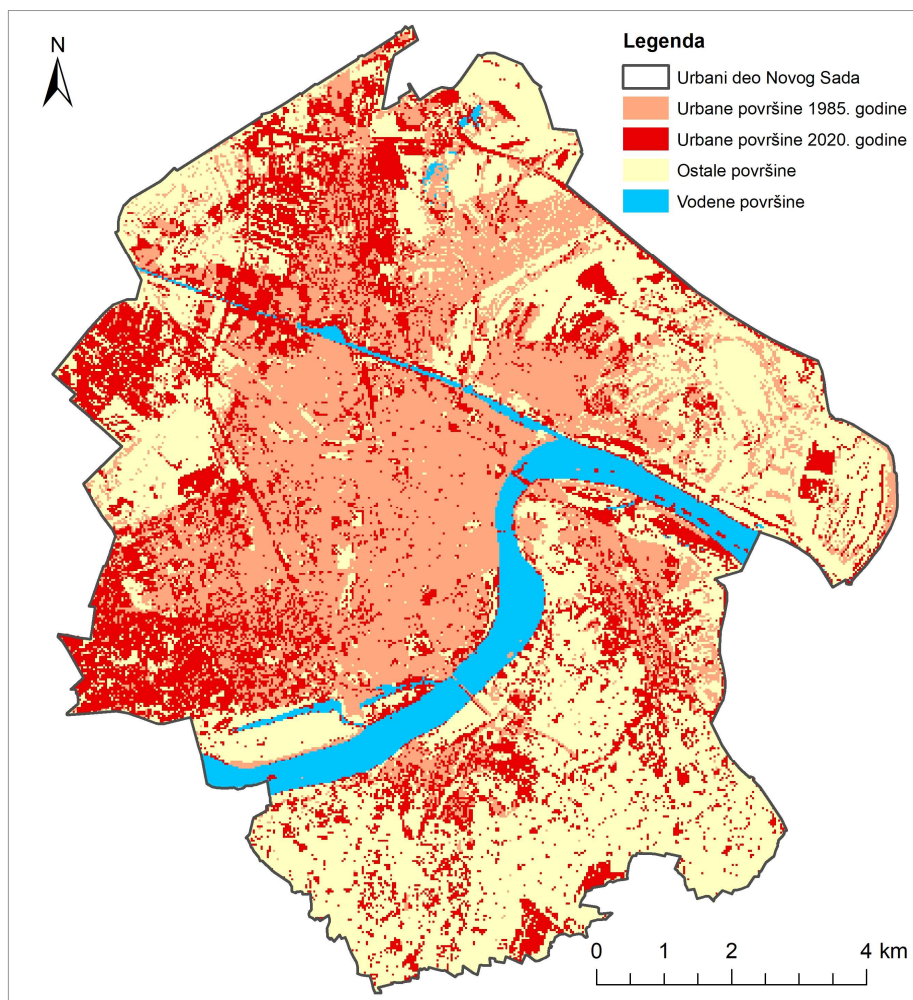 N
Legenda
Urbani deo Novog Sada
Urbane površine 1985. godine
Urbane površine 2020. godine
Ostale površine
Vodene površine
0 1 2 4 km